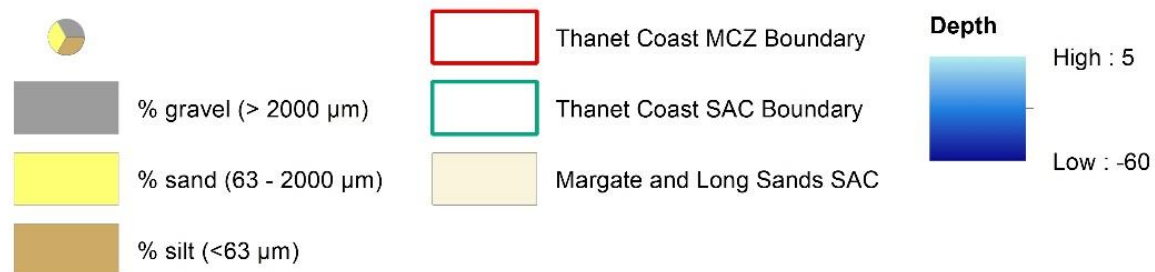 % gravel (> 2000 µm)
% sand (63 - 2000 µm)
% silt (<63 µm)
Thanet Coast MCZ Boundary
Thanet Coast SAC Boundary
Margate and Long Sands SAC
Depth
High : 5
Low : -60